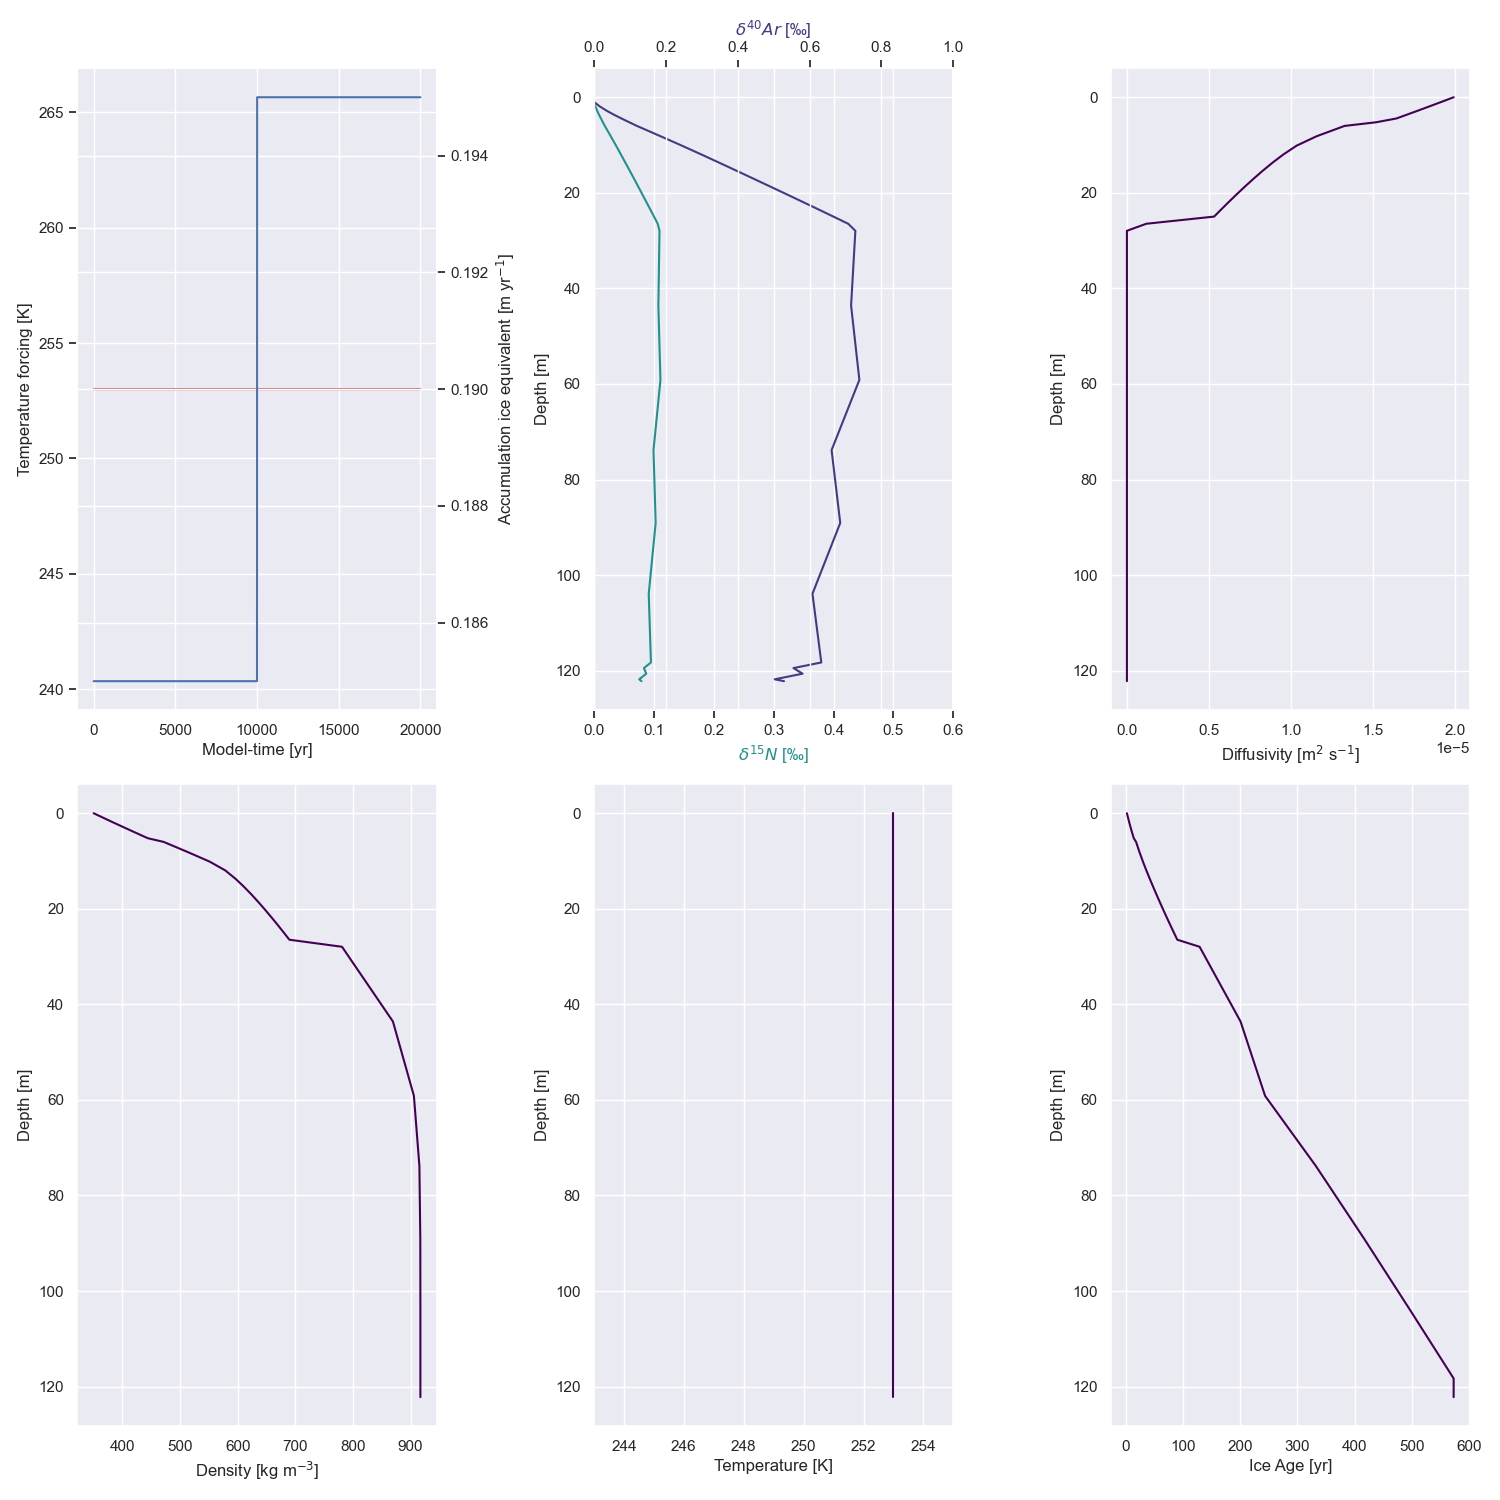 δ⁴⁰Ar [‰]
0.0 0.2 0.4 0.6 0.8 1.0
Temperature forcing [K]
265
260
255
250
245
240
0 5000 10000 15000 20000
Model-time [yr]
0.194
0.192
0.190
0.188
0.186
Accumulation ice equivalent [m yr⁻¹]
Depth [m]
0
20
40
60
80
100
120
0.0 0.1 0.2 0.3 0.4 0.5 0.6
δ¹⁵N [‰]
Depth [m]
0
20
40
60
80
100
120
0.0 0.5 1.0 1.5 2.0
1e−5
Diffusivity [m² s⁻¹]
Depth [m]
0
20
40
60
80
100
120
400 500 600 700 800 900
Density [kg m⁻³]
Depth [m]
0
20
40
60
80
100
120
244 246 248 250 252 254
Temperature [K]
Depth [m]
0
20
40
60
80
100
120
0 100 200 300 400 500 600
Ice Age [yr]